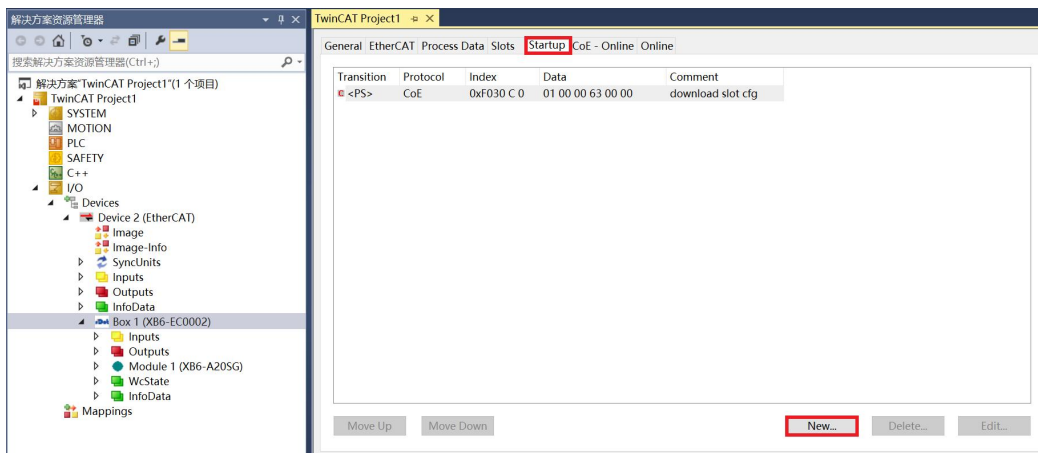 解决方案资源管理器
搜索解决方案资源管理器(Ctrl+;)
解决方案"TwinCAT Project1"(1 个项目)
TwinCAT Project1
SYSTEM
MOTION
PLC
SAFETY
C++
I/O
Devices
Device 2 (EtherCAT)
Image
Image-Info
SyncUnits
Inputs
Outputs
InfoData
Box 1 (XB6-EC0002)
Inputs
Outputs
Module 1 (XB6-A20SG)
WcState
InfoData
Mappings
TwinCAT Project1
General EtherCAT Process Data Slots Startup CoE - Online Online
Transition Protocol Index Data Comment
<PS> CoE 0xF030 C 0 01 00 00 63 00 00 download slot cfg
Move Up Move Down New... Delete... Edit...